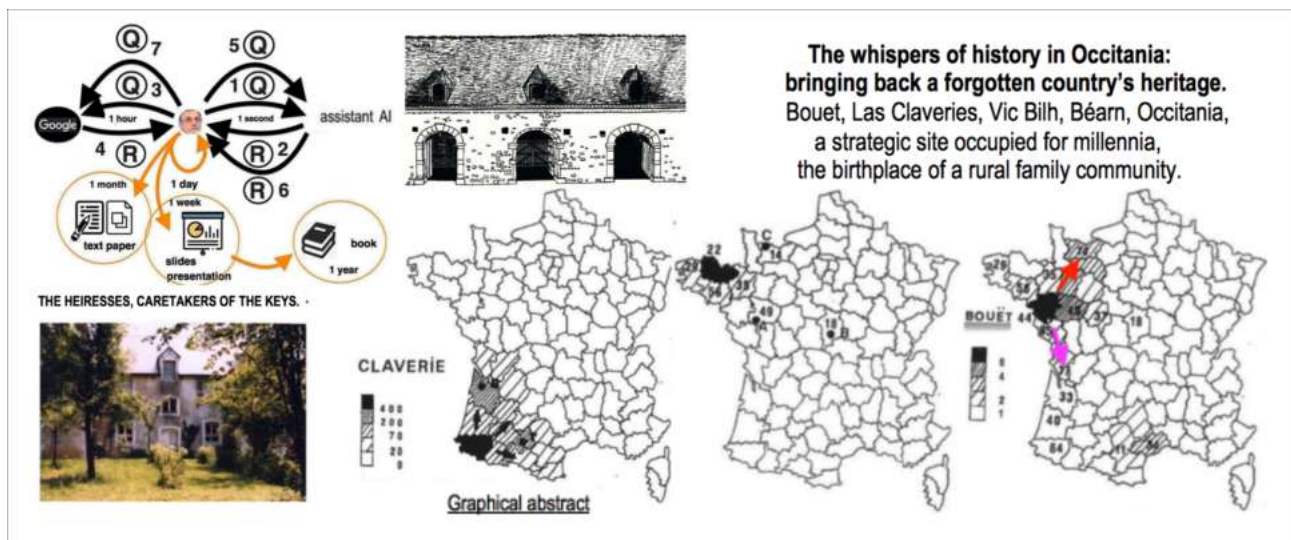 Q 7
5 Q
Q 3
1 Q
Google
1 hour
1 second
assistant AI
4 R
R 2
R 6
1 month
1 day
1 week
text paper
slides
presentation
book
1 year
THE HEIRESSES, CARETAKERS OF THE KEYS.
The whispers of history in Occitania:
bringing back a forgotten country's heritage.
Bouet, Las Claveries, Vic Bilh, Béarn, Occitania,
a strategic site occupied for millennia,
the birthplace of a rural family community.
CLAVERIE
400
200
70
20
0
Graphical abstract
22
C
14
35
49
A
18
B
BOUËT
8
4
2
1
29
44
37
18
33
40
64
11